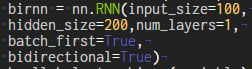 birnn = nn.RNN(input_size=100,
hidden_size=200,num_layers=1,
batch_first=True,
bidirectional=True)